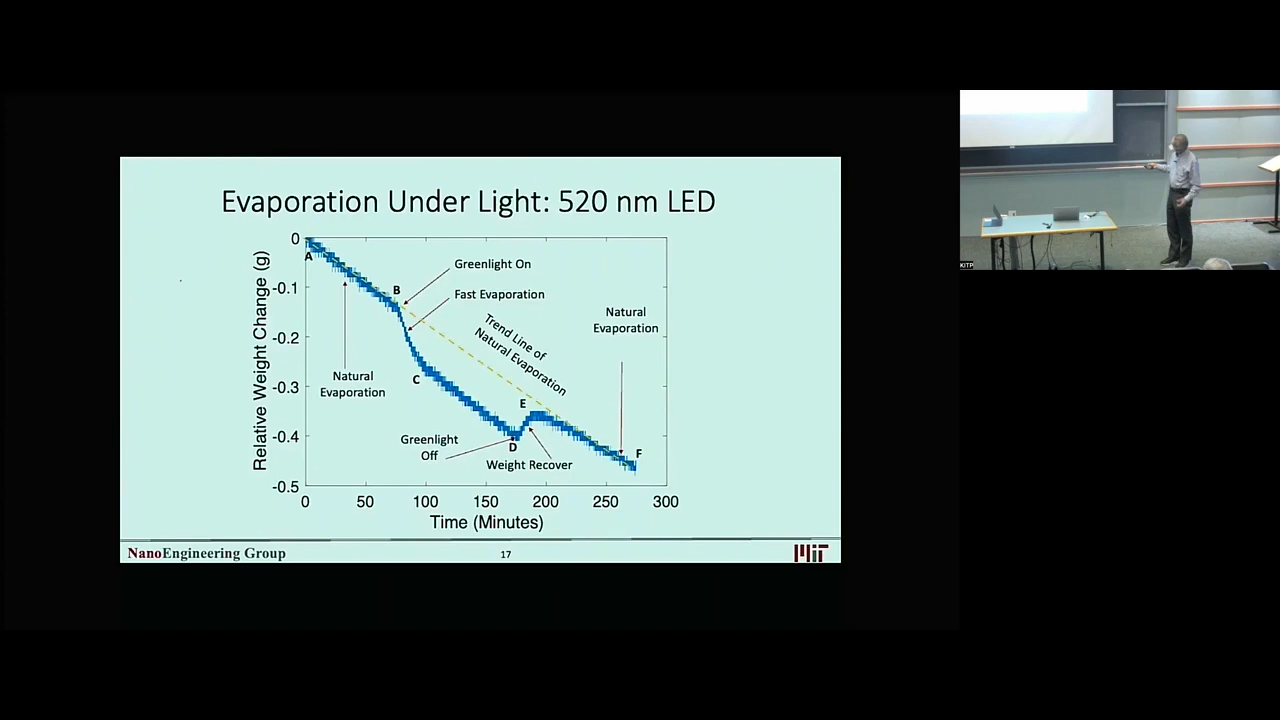 Evaporation Under Light: 520 nm LED
Relative Weight Change (g)
0
-0.1
-0.2
-0.3
-0.4
-0.5
A
B
Greenlight On
Fast Evaporation
Trend Line of
Natural Evaporation
Natural
Evaporation
Natural
Evaporation
C
E
Greenlight
Off
D
Weight Recover
F
0 50 100 150 200 250 300
Time (Minutes)
NanoEngineering Group
17
MIT
KITP